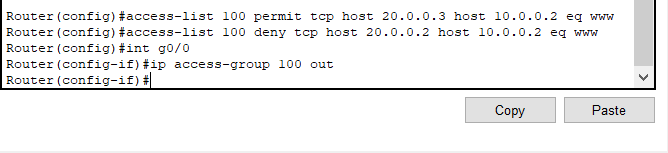 Router(config)#access-list 100 permit tcp host 20.0.0.3 host 10.0.0.2 eq www
Router(config)#access-list 100 deny tcp host 20.0.0.2 host 10.0.0.2 eq www
Router(config)#int g0/0
Router(config-if)#ip access-group 100 out
Router(config-if)#
Copy Paste